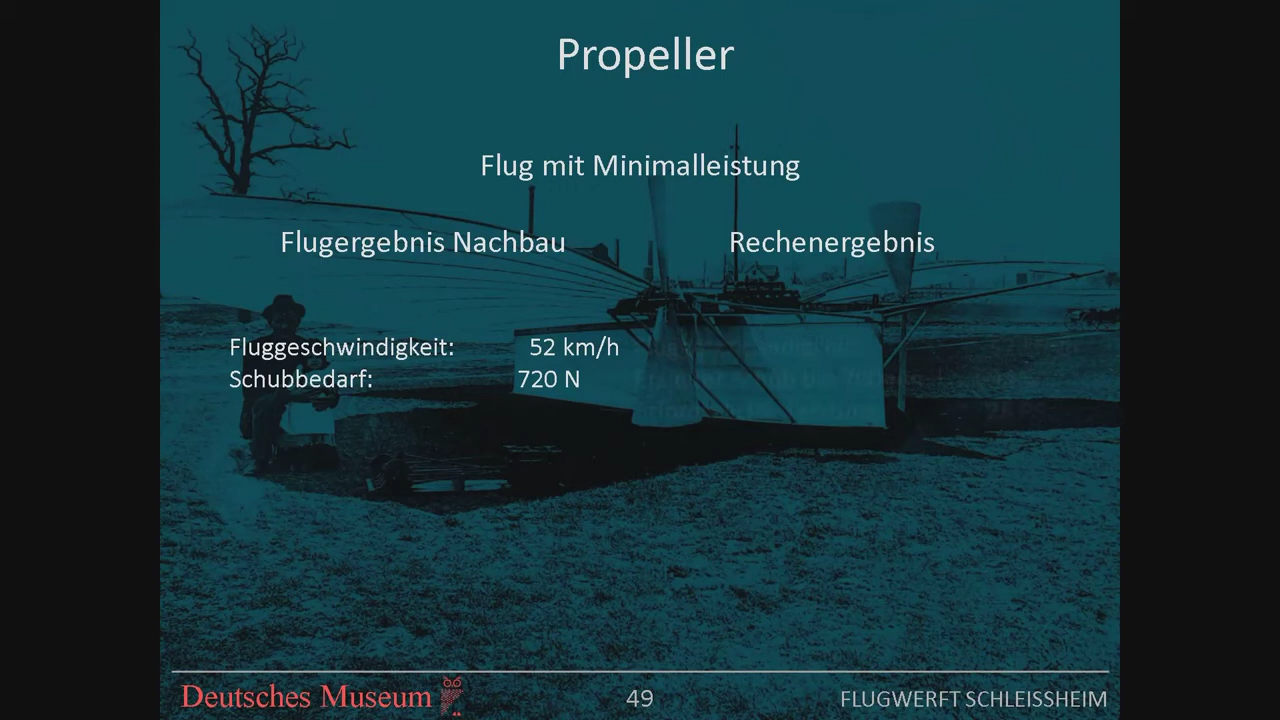 Propeller
Flug mit Minimalleistung
Flugergebnis Nachbau
Rechenergebnis
Fluggeschwindigkeit: 52 km/h
Schubbedarf: 720 N
Deutsches Museum
49
FLUGWERFT SCHLEISSHEIM